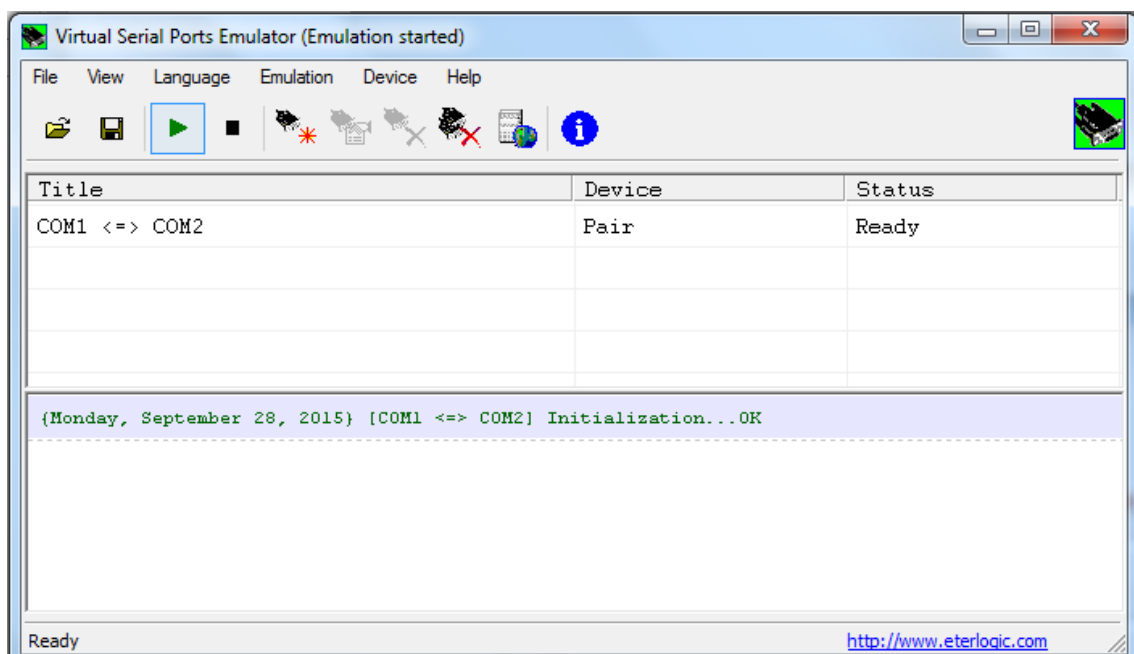 Virtual Serial Ports Emulator (Emulation started)
File View Language Emulation Device Help
Title Device Status
COM1 <=> COM2 Pair Ready
{Monday, September 28, 2015} [COM1 <=> COM2] Initialization...OK
Ready http://www.eterlogic.com